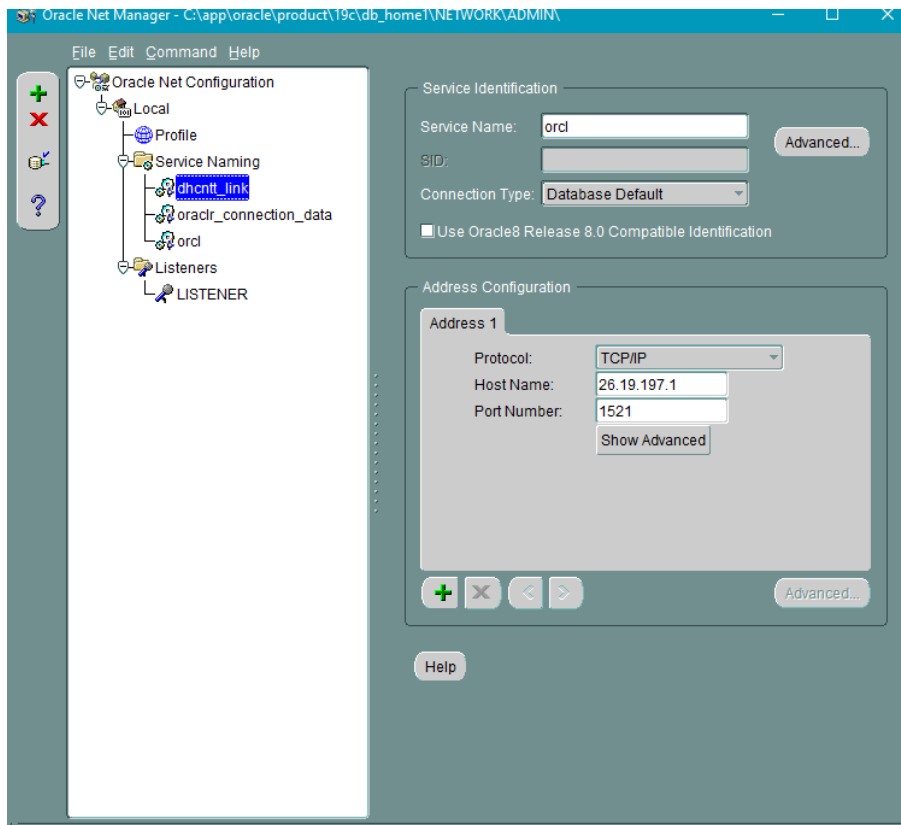 Oracle Net Manager - C:\app\oracle\product\19c\db_home1\NETWORK\ADMIN\
File Edit Command Help
Oracle Net Configuration
Local
Profile
Service Naming
dhcntt_link
oraclr_connection_data
orcl
Listeners
LISTENER
Service Identification
Service Name: orcl
Advanced...
SID:
Connection Type: Database Default
Use Oracle8 Release 8.0 Compatible Identification
Address Configuration
Address 1
Protocol: TCP/IP
Host Name: 26.19.197.1
Port Number: 1521
Show Advanced
Advanced...
Help